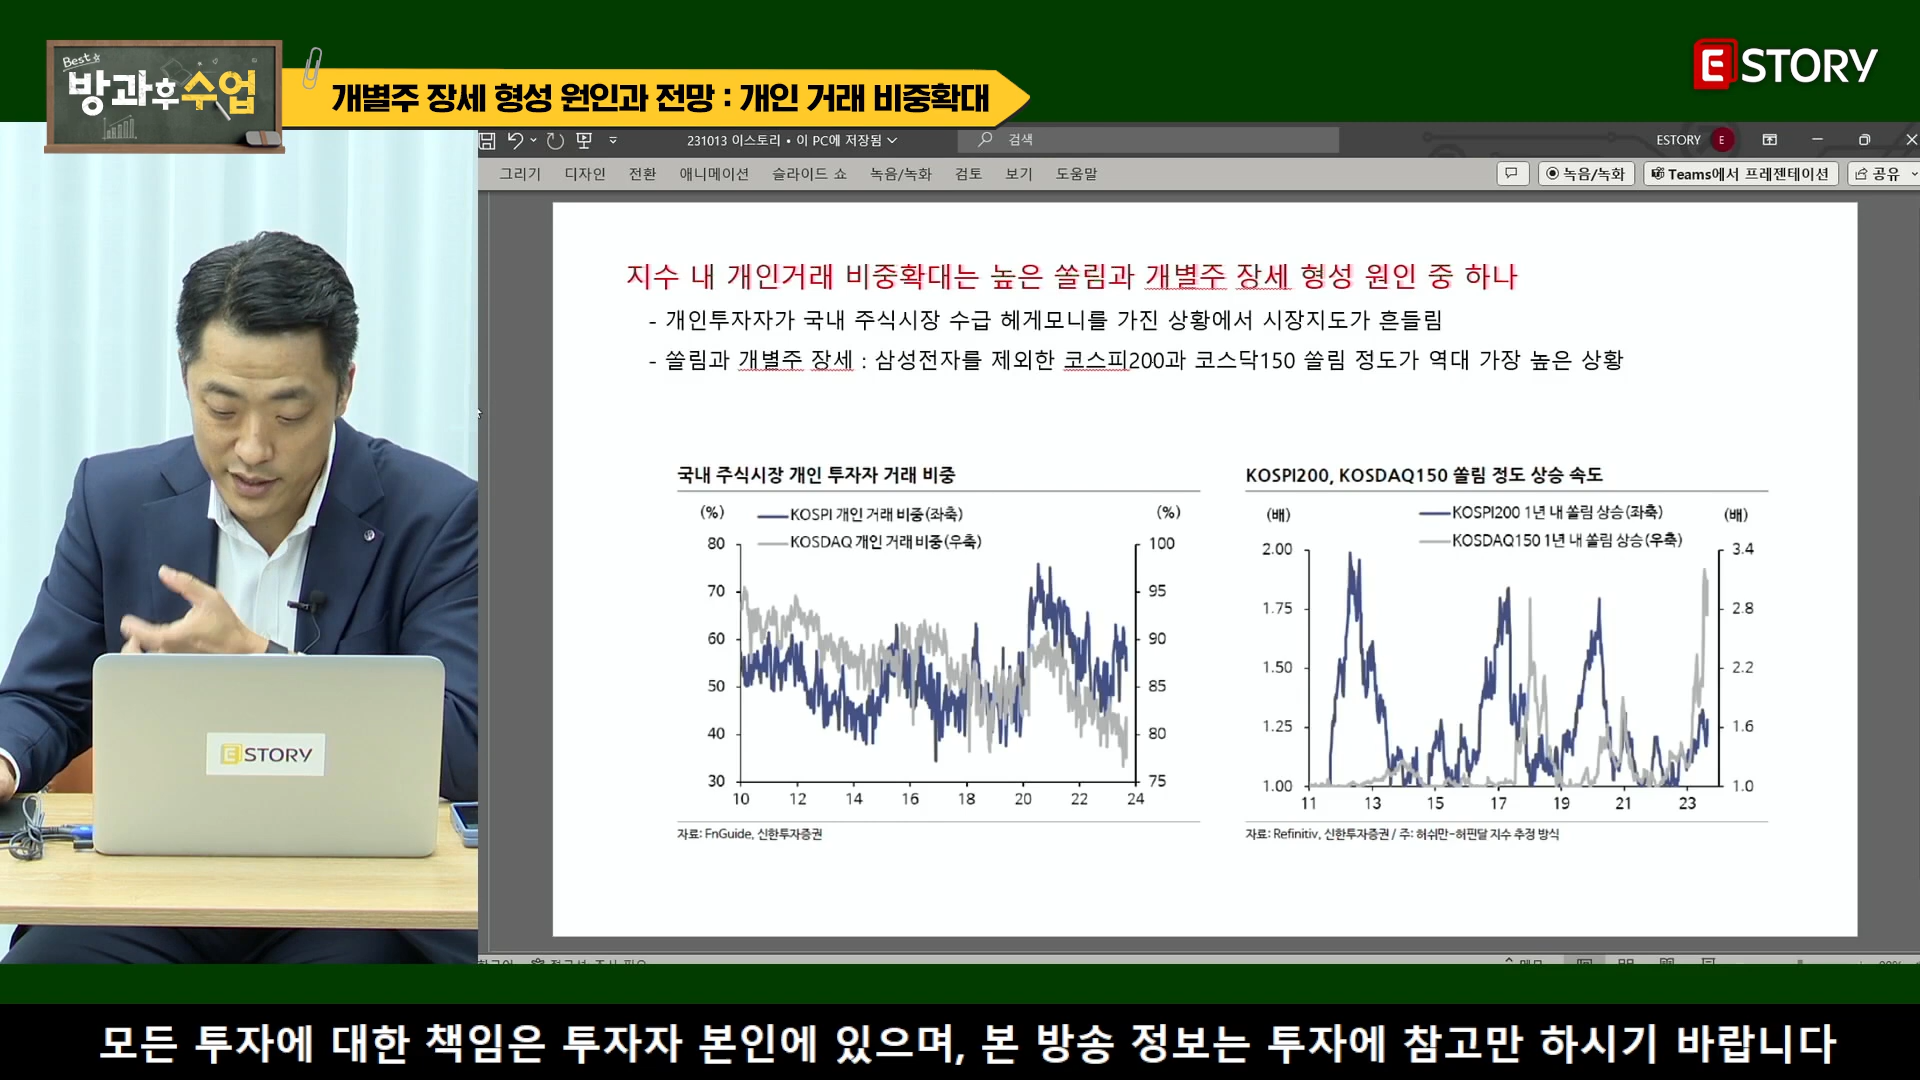 Best
방과후수업
개별주 장세 형성 원인과 전망 : 개인 거래 비중확대
E STORY
231013 이스토리 • 이 PC에 저장됨
검색
ESTORY
E
그리기 디자인 전환 애니메이션 슬라이드 쇼 녹음/녹화 검토 보기 도움말
녹음/녹화
Teams에서 프레젠테이션
공유
지수 내 개인거래 비중확대는 높은 쏠림과 개별주 장세 형성 원인 중 하나
- 개인투자자가 국내 주식시장 수급 헤게모니를 가진 상황에서 시장지도가 흔들림
- 쏠림과 개별주 장세 : 삼성전자를 제외한 코스피200과 코스닥150 쏠림 정도가 역대 가장 높은 상황
국내 주식시장 개인 투자자 거래 비중
(%)
KOSPI 개인 거래 비중(좌축)
(%)
KOSDAQ 개인 거래 비중(우축)
80
70
60
50
40
30
100
95
90
85
80
75
10 12 14 16 18 20 22 24
자료: FnGuide, 신한투자증권
KOSPI200, KOSDAQ150 쏠림 정도 상승 속도
(배)
KOSPI200 1년 내 쏠림 상승(좌축)
(배)
KOSDAQ150 1년 내 쏠림 상승(우축)
2.00
1.75
1.50
1.25
1.00
3.4
2.8
2.2
1.6
1.0
11 13 15 17 19 21 23
자료: Refinitiv, 신한투자증권 / 주: 허쉬만-허핀달 지수 추정 방식
E STORY
모든 투자에 대한 책임은 투자자 본인에 있으며, 본 방송 정보는 투자에 참고만 하시기 바랍니다